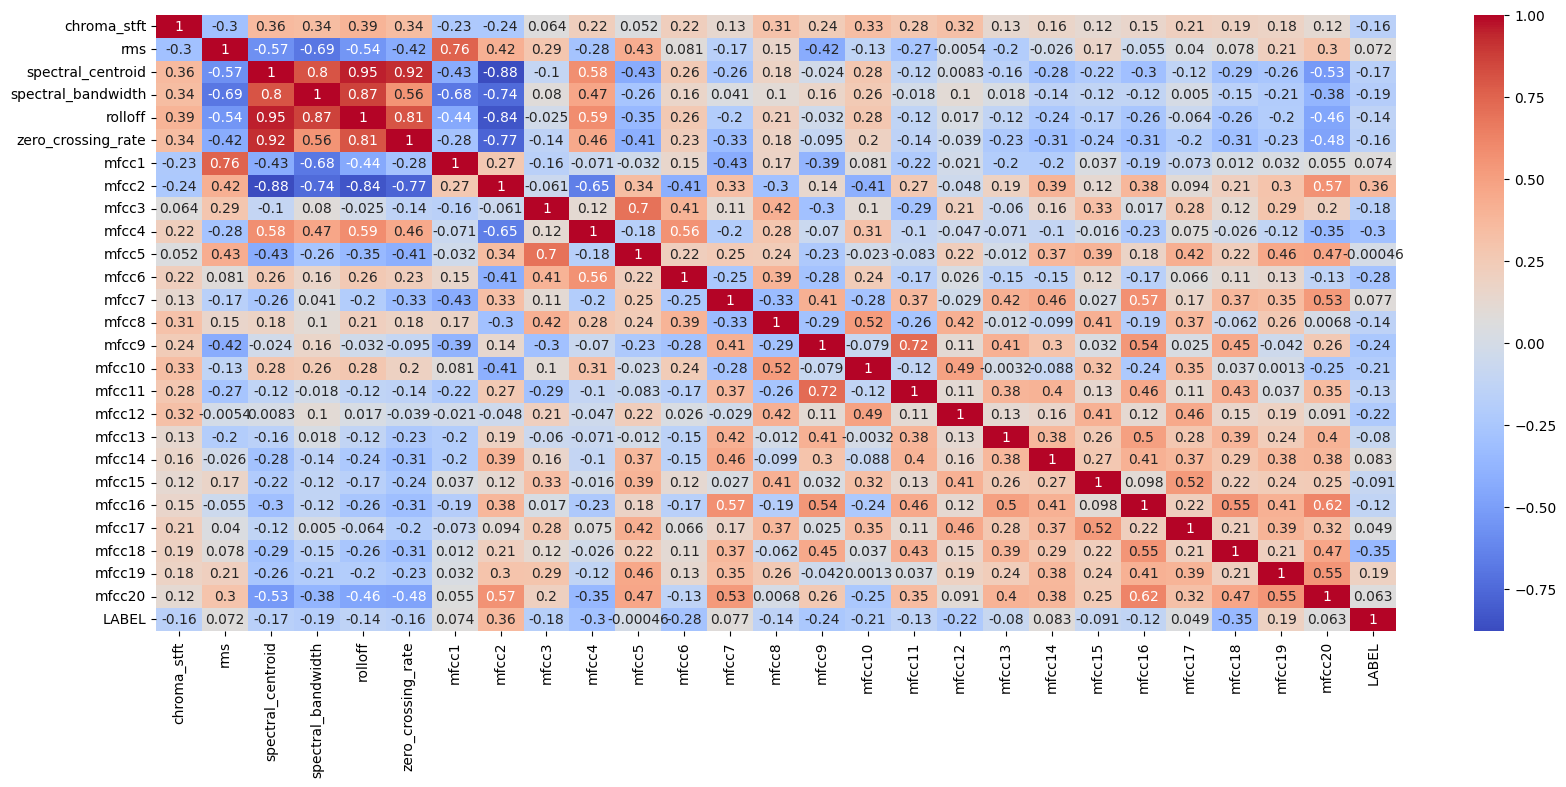 chroma_stft 1 -0.3 0.36 0.34 0.39 0.34 -0.23 -0.24 0.064 0.22 0.052 0.22 0.13 0.31 0.24 0.33 0.28 0.32 0.13 0.16 0.12 0.15 0.21 0.19 0.18 0.12 -0.16
rms -0.3 1 -0.57 -0.69 -0.54 -0.42 0.76 0.42 0.29 -0.28 0.43 0.081 -0.17 0.15 -0.42 -0.13 -0.27 -0.0054 -0.2 -0.026 0.17 -0.055 0.04 0.078 0.21 0.3 0.072
spectral_centroid 0.36 -0.57 1 0.8 0.95 0.92 -0.43 -0.88 -0.1 0.58 -0.43 0.26 -0.26 0.18 -0.024 0.28 -0.12 0.0083 -0.16 -0.28 -0.22 -0.3 -0.12 -0.29 -0.26 -0.53 -0.17
spectral_bandwidth 0.34 -0.69 0.8 1 0.87 0.56 -0.68 -0.74 0.08 0.47 -0.26 0.16 0.041 0.1 0.16 0.26 -0.018 0.1 0.018 -0.14 -0.12 -0.12 0.005 -0.15 -0.21 -0.38 -0.19
rolloff 0.39 -0.54 0.95 0.87 1 0.81 -0.44 -0.84 -0.025 0.59 -0.35 0.26 -0.2 0.21 -0.032 0.28 -0.12 0.017 -0.12 -0.24 -0.17 -0.26 -0.064 -0.26 -0.2 -0.46 -0.14
zero_crossing_rate 0.34 -0.42 0.92 0.56 0.81 1 -0.28 -0.77 -0.14 0.46 -0.41 0.23 -0.33 0.18 -0.095 0.2 -0.14 -0.039 -0.23 -0.31 -0.24 -0.31 -0.2 -0.31 -0.23 -0.48 -0.16
mfcc1 -0.23 0.76 -0.43 -0.68 -0.44 -0.28 1 0.27 -0.16 -0.071 -0.032 0.15 -0.43 0.17 -0.39 0.081 -0.22 -0.021 -0.2 -0.2 0.037 -0.19 -0.073 0.012 0.032 0.055 0.074
mfcc2 -0.24 0.42 -0.88 -0.74 -0.84 -0.77 0.27 1 -0.061 -0.65 0.34 -0.41 0.33 -0.3 0.14 -0.41 0.27 -0.048 0.19 0.39 0.12 0.38 0.094 0.21 0.3 0.57 0.36
mfcc3 0.064 0.29 -0.1 0.08 -0.025 -0.14 -0.16 -0.061 1 0.12 0.7 0.41 0.11 0.42 -0.3 0.1 -0.29 0.21 -0.06 0.16 0.33 0.017 0.28 0.12 0.29 0.2 -0.18
mfcc4 0.22 -0.28 0.58 0.47 0.59 0.46 -0.071 -0.65 0.12 1 -0.18 0.56 -0.2 0.28 -0.07 0.31 -0.1 -0.047 -0.071 -0.1 -0.016 -0.23 0.075 -0.026 -0.12 -0.35 -0.3
mfcc5 0.052 0.43 -0.43 -0.26 -0.35 -0.41 -0.032 0.34 0.7 -0.18 1 0.22 0.25 0.24 -0.23 -0.023 -0.083 0.22 -0.012 0.37 0.39 0.18 0.42 0.22 0.46 0.47 -0.00046
mfcc6 0.22 0.081 0.26 0.16 0.26 0.23 0.15 -0.41 0.41 0.56 0.22 1 -0.25 0.39 -0.28 0.24 -0.17 0.026 -0.15 -0.15 0.12 -0.17 0.066 0.11 0.13 -0.13 -0.28
mfcc7 0.13 -0.17 -0.26 0.041 -0.2 -0.33 -0.43 0.33 0.11 -0.2 0.25 -0.25 1 -0.33 0.41 -0.28 0.37 -0.029 0.42 0.46 0.027 0.57 0.17 0.37 0.35 0.53 0.077
mfcc8 0.31 0.15 0.18 0.1 0.21 0.18 0.17 -0.3 0.42 0.28 0.24 0.39 -0.33 1 -0.29 0.52 -0.26 0.42 -0.012 -0.099 0.41 -0.19 0.37 -0.062 0.26 0.0068 -0.14
mfcc9 0.24 -0.42 -0.024 0.16 -0.032 -0.095 -0.39 0.14 -0.3 -0.07 -0.23 -0.28 0.41 -0.29 1 -0.079 0.72 0.11 0.41 0.3 0.032 0.54 0.025 0.45 -0.042 0.26 -0.24
mfcc10 0.33 -0.13 0.28 0.26 0.28 0.2 0.081 -0.41 0.1 0.31 -0.023 0.24 -0.28 0.52 -0.079 1 -0.12 0.49 -0.0032 -0.088 0.32 -0.24 0.35 0.037 0.0013 -0.25 -0.21
mfcc11 0.28 -0.27 -0.12 -0.018 -0.12 -0.14 -0.22 0.27 -0.29 -0.1 -0.083 -0.17 0.37 -0.26 0.72 -0.12 1 0.11 0.38 0.4 0.13 0.46 0.11 0.43 0.037 0.35 -0.13
mfcc12 0.32 -0.0054 0.0083 0.1 0.017 -0.039 -0.021 -0.048 0.21 -0.047 0.22 0.026 -0.029 0.42 0.11 0.49 0.11 1 0.13 0.16 0.41 0.12 0.46 0.15 0.19 0.091 -0.22
mfcc13 0.13 -0.2 -0.16 0.018 -0.12 -0.23 -0.2 0.19 -0.06 -0.071 -0.012 -0.15 0.42 -0.012 0.41 -0.0032 0.38 0.13 1 0.38 0.26 0.5 0.28 0.39 0.24 0.4 -0.08
mfcc14 0.16 -0.026 -0.28 -0.14 -0.24 -0.31 -0.2 0.39 0.16 -0.1 0.37 -0.15 0.46 -0.099 0.3 -0.088 0.4 0.16 0.38 1 0.27 0.41 0.37 0.29 0.38 0.38 0.083
mfcc15 0.12 0.17 -0.22 -0.12 -0.17 -0.24 0.037 0.12 0.33 -0.016 0.39 0.12 0.027 0.41 0.032 0.32 0.13 0.41 0.26 0.27 1 0.098 0.52 0.22 0.24 0.25 -0.091
mfcc16 0.15 -0.055 -0.3 -0.12 -0.26 -0.31 -0.19 0.38 0.017 -0.23 0.18 -0.17 0.57 -0.19 0.54 -0.24 0.46 0.12 0.5 0.41 0.098 1 0.22 0.55 0.41 0.62 -0.12
mfcc17 0.21 0.04 -0.12 0.005 -0.064 -0.2 -0.073 0.094 0.28 0.075 0.42 0.066 0.17 0.37 0.025 0.35 0.11 0.46 0.28 0.37 0.52 0.22 1 0.21 0.39 0.32 0.049
mfcc18 0.19 0.078 -0.29 -0.15 -0.26 -0.31 0.012 0.21 0.12 -0.026 0.22 0.11 0.37 -0.062 0.45 0.037 0.43 0.15 0.39 0.29 0.22 0.55 0.21 1 0.21 0.47 -0.35
mfcc19 0.18 0.21 -0.26 -0.21 -0.2 -0.23 0.032 0.3 0.29 -0.12 0.46 0.13 0.35 0.26 -0.042 0.0013 0.037 0.19 0.24 0.38 0.24 0.41 0.39 0.21 1 0.55 0.19
mfcc20 0.12 0.3 -0.53 -0.38 -0.46 -0.48 0.055 0.57 0.2 -0.35 0.47 -0.13 0.53 0.0068 0.26 -0.25 0.35 0.091 0.4 0.38 0.25 0.62 0.32 0.47 0.55 1 0.063
LABEL -0.16 0.072 -0.17 -0.19 -0.14 -0.16 0.074 0.36 -0.18 -0.3 -0.00046 -0.28 0.077 -0.14 -0.24 -0.21 -0.13 -0.22 -0.08 0.083 -0.091 -0.12 0.049 -0.35 0.19 0.063 1
chroma_stft rms spectral_centroid spectral_bandwidth rolloff zero_crossing_rate mfcc1 mfcc2 mfcc3 mfcc4 mfcc5 mfcc6 mfcc7 mfcc8 mfcc9 mfcc10 mfcc11 mfcc12 mfcc13 mfcc14 mfcc15 mfcc16 mfcc17 mfcc18 mfcc19 mfcc20 LABEL
1.00
0.75
0.50
0.25
0.00
-0.25
-0.50
-0.75